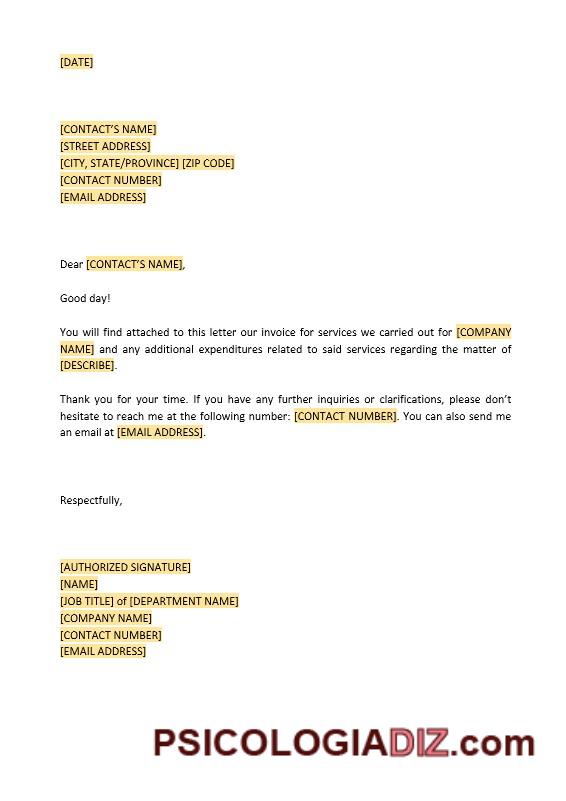 [DATE]
[CONTACT’S NAME]
[STREET ADDRESS]
[CITY, STATE/PROVINCE] [ZIP CODE]
[CONTACT NUMBER]
[EMAIL ADDRESS]
Dear [CONTACT’S NAME],
Good day!
You will find attached to this letter our invoice for services we carried out for [COMPANY
NAME] and any additional expenditures related to said services regarding the matter of
[DESCRIBE].
Thank you for your time. If you have any further inquiries or clarifications, please don’t
hesitate to reach me at the following number: [CONTACT NUMBER]. You can also send me
an email at [EMAIL ADDRESS].
Respectfully,
[AUTHORIZED SIGNATURE]
[NAME]
[JOB TITLE] of [DEPARTMENT NAME]
[COMPANY NAME]
[CONTACT NUMBER]
[EMAIL ADDRESS]
PSICOLOGIADIZ.com